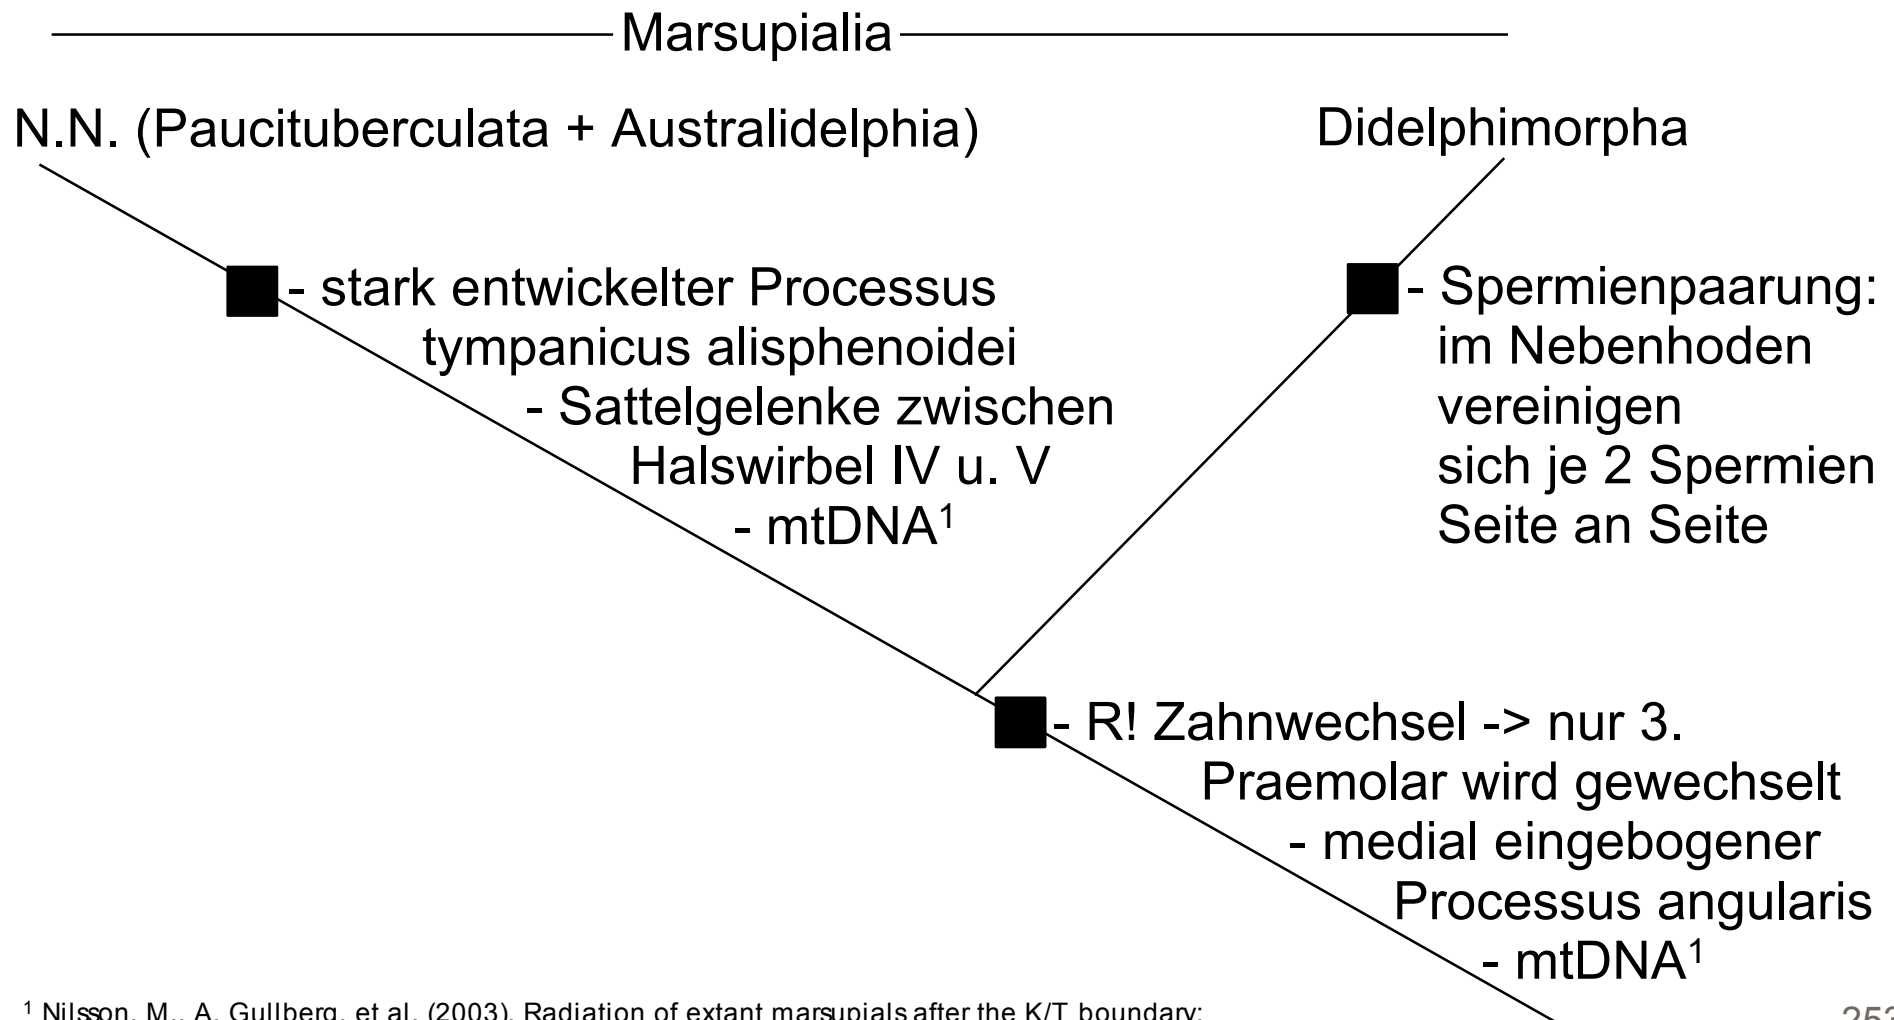 Marsupialia
N.N. (Paucituberculata + Australidelphia)
Didelphimorpha
- stark entwickelter Processus
tympanicus alisphenoidei
- Sattelgelenke zwischen
Halswirbel IV u. V
- mtDNA¹
- Spermienpaarung:
im Nebenhoden
vereinigen
sich je 2 Spermien
Seite an Seite
- R! Zahnwechsel -> nur 3.
Praemolar wird gewechselt
- medial eingebogener
Processus angularis
- mtDNA¹
¹ Nilsson, M., A. Gullberg, et al. (2003). Radiation of extant marsupials after the K/T boundary:
253